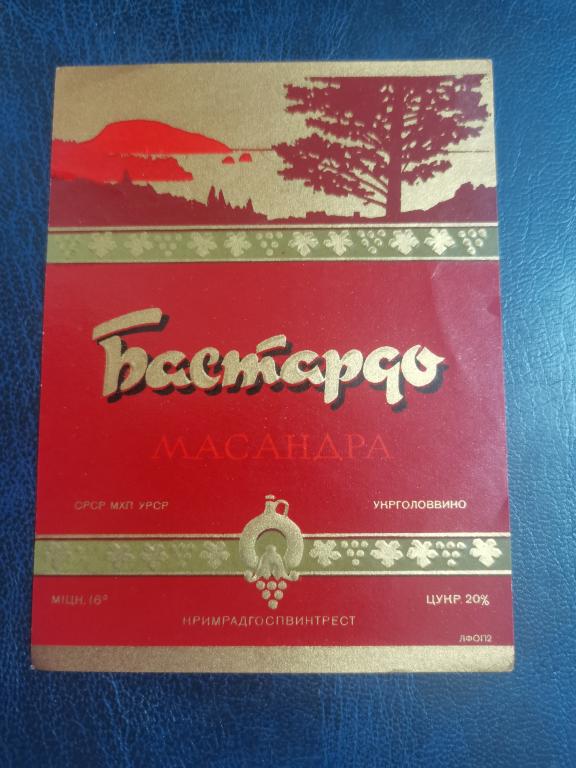 Бастардо
МАСАНДРА
СРСР МХП УРСР УКРГОЛОВВИНО
МІЦН. 16° ЦУКР. 20%
КРИМРАДГОСПВИНТРЕСТ
ЛФОП2